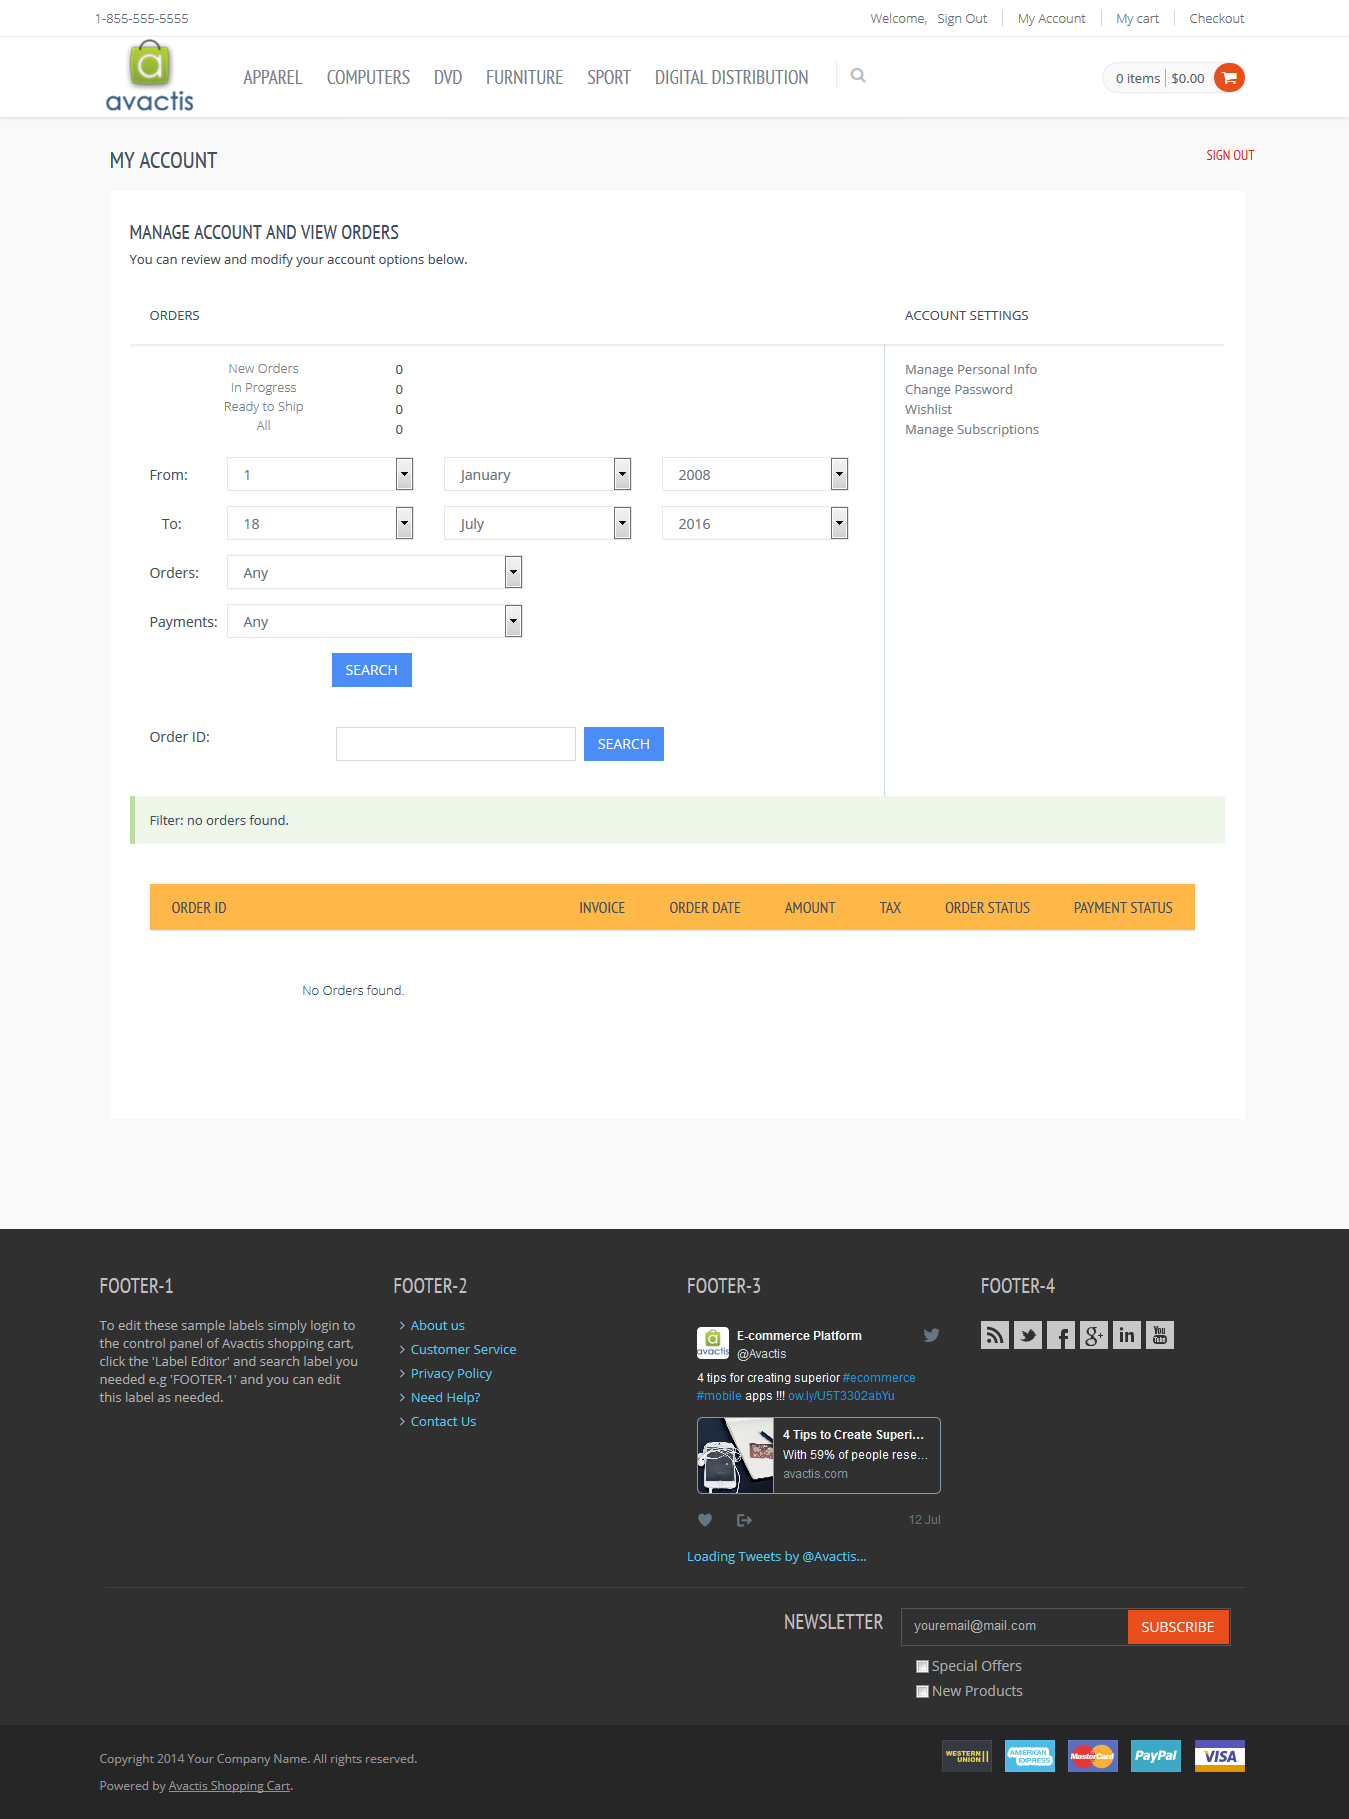 1-855-555-5555
Welcome, Sign Out My Account My cart Checkout
a
avactis
APPAREL COMPUTERS DVD FURNITURE SPORT DIGITAL DISTRIBUTION
0 items $0.00
MY ACCOUNT
SIGN OUT
MANAGE ACCOUNT AND VIEW ORDERS
You can review and modify your account options below.
ORDERS
ACCOUNT SETTINGS
New Orders 0
In Progress 0
Ready to Ship 0
All 0
Manage Personal Info
Change Password
Wishlist
Manage Subscriptions
From: 1 January 2008
To: 18 July 2016
Orders: Any
Payments: Any
SEARCH
Order ID: SEARCH
Filter: no orders found.
ORDER ID INVOICE ORDER DATE AMOUNT TAX ORDER STATUS PAYMENT STATUS
No Orders found.
FOOTER-1
To edit these sample labels simply login to
the control panel of Avactis shopping cart,
click the 'Label Editor' and search label you
needed e.g 'FOOTER-1' and you can edit
this label as needed.
FOOTER-2
About us
Customer Service
Privacy Policy
Need Help?
Contact Us
FOOTER-3
a
avactis
E-commerce Platform
@Avactis
4 tips for creating superior #ecommerce
#mobile apps !!! ow.ly/U5T3302abYu
4 Tips to Create Superi...
With 59% of people rese...
avactis.com
12 Jul
Loading Tweets by @Avactis...
FOOTER-4
f g+ in You Tube
NEWSLETTER
youremail@mail.com SUBSCRIBE
Special Offers
New Products
Copyright 2014 Your Company Name. All rights reserved.
Powered by Avactis Shopping Cart.
WESTERN UNION
AMERICAN EXPRESS
MasterCard
PayPal
VISA